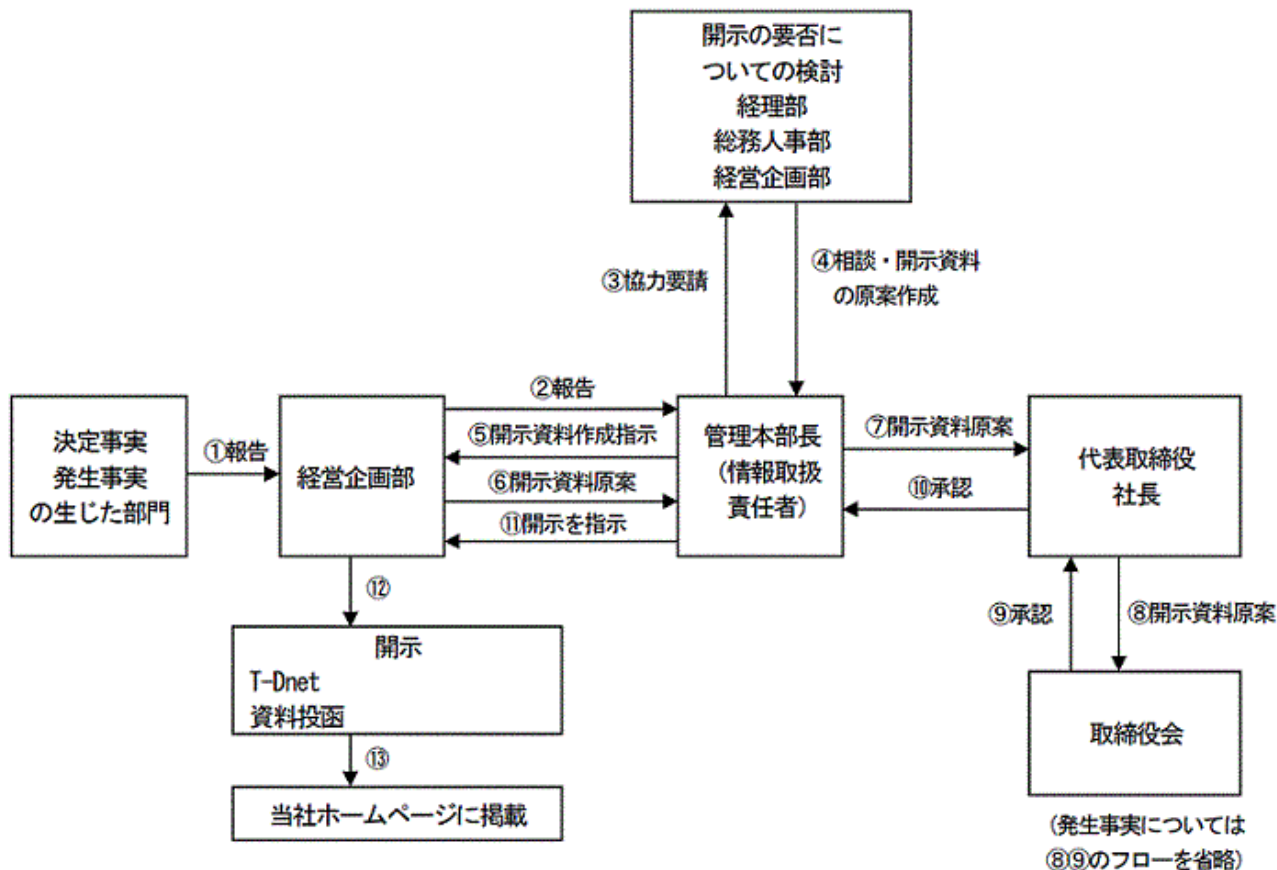 開示の要否に
ついての検討
経理部
総務人事部
経営企画部
③協力要請
④相談・開示資料
の原案作成
決定事実
発生事実
の生じた部門
①報告
経営企画部
②報告
⑤開示資料作成指示
⑥開示資料原案
⑪開示を指示
管理本部長
(情報取扱
責任者)
⑦開示資料原案
⑩承認
代表取締役
社長
⑨承認
⑧開示資料原案
取締役会
(発生事実については
⑧⑨のフローを省略)
⑫
開示
T-Dnet
資料投函
⑬
当社ホームページに掲載